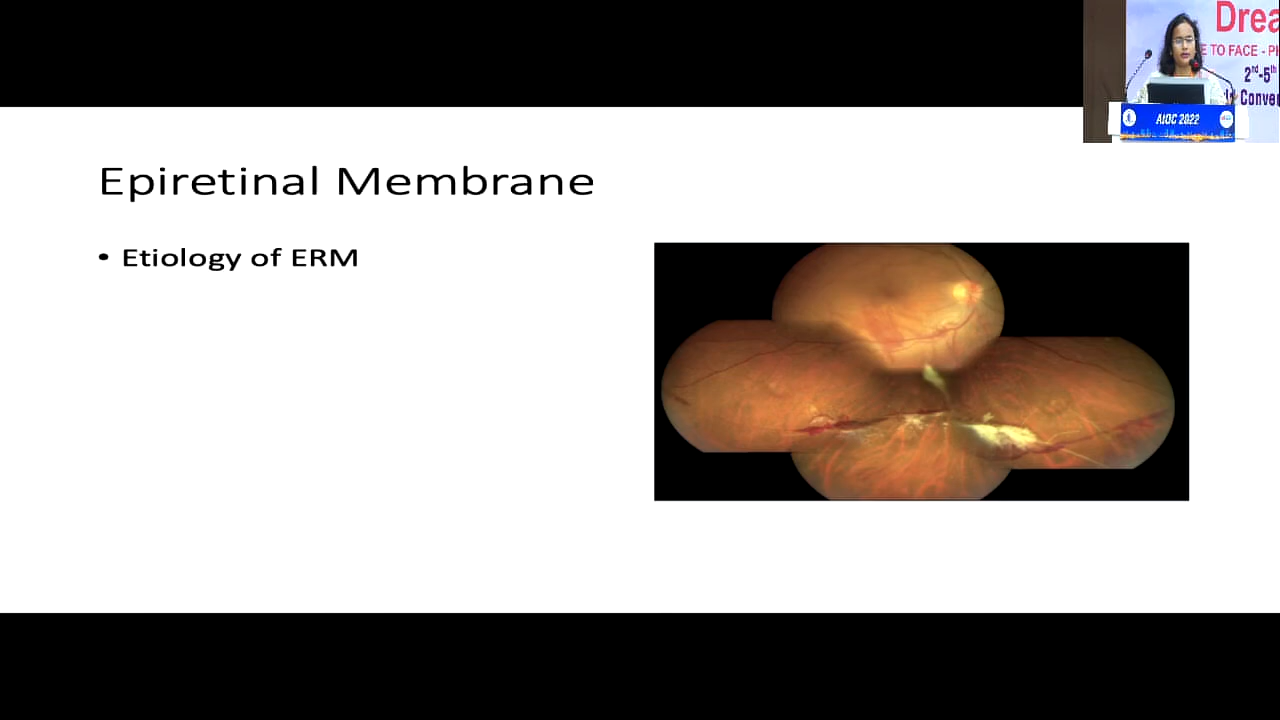 Drea
E TO FACE - P
2nd-5th
Conve
AIOC 2022
Epiretinal Membrane
• Etiology of ERM